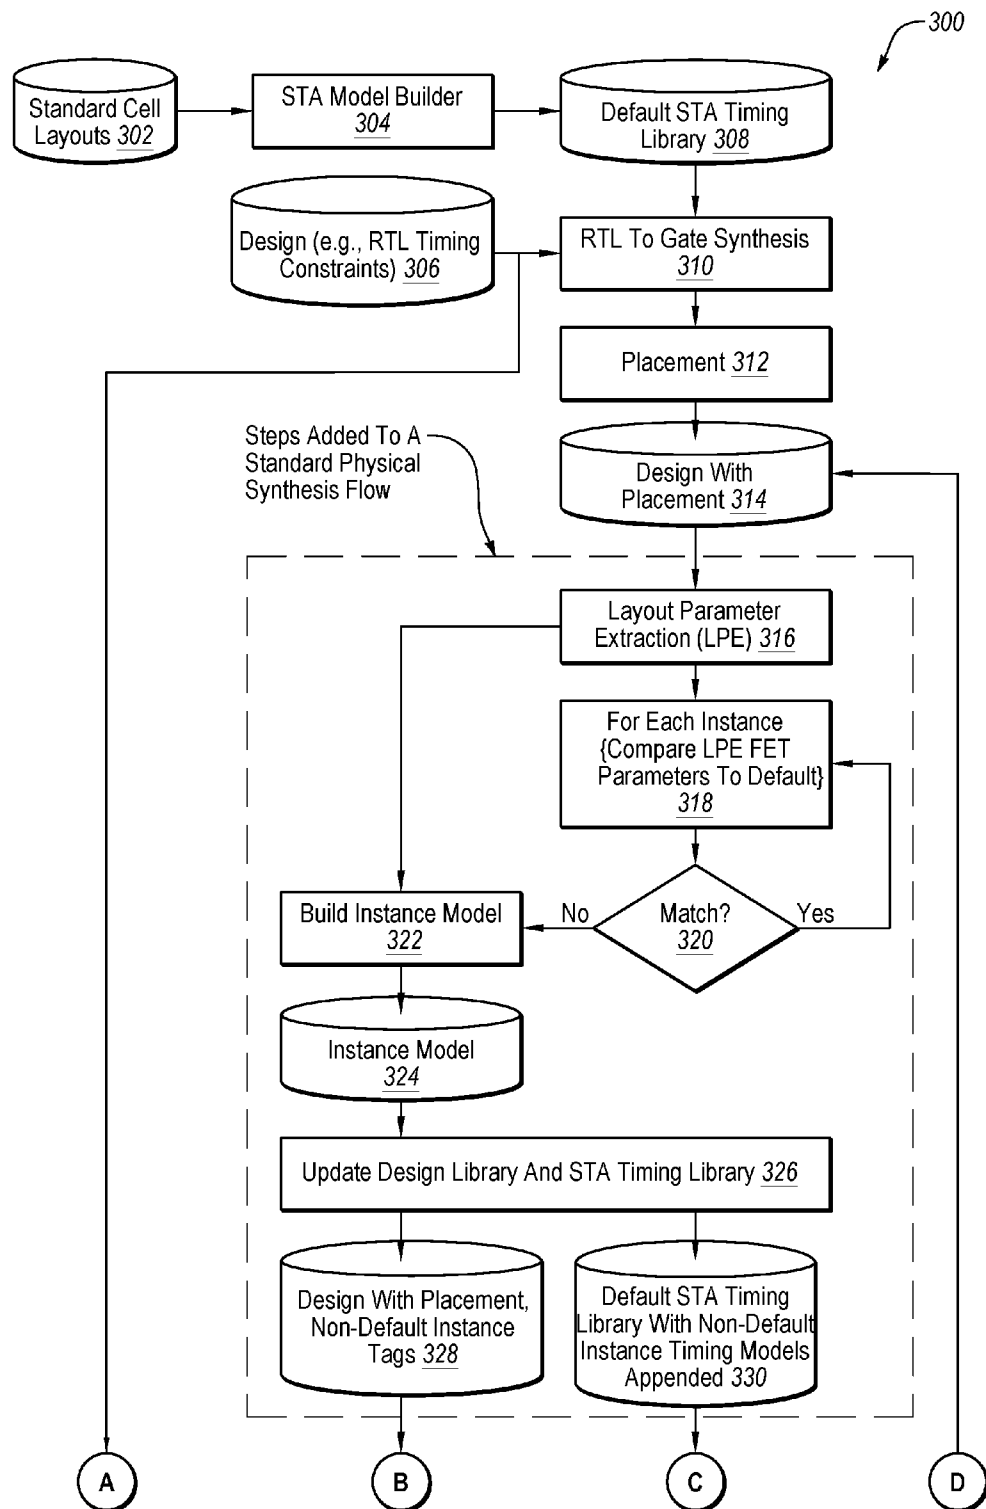 300
Standard Cell
Layouts 302
STA Model Builder
304
Default STA Timing
Library 308
Design (e.g., RTL Timing
Constraints) 306
RTL To Gate Synthesis
310
Placement 312
Steps Added To A
Standard Physical
Synthesis Flow
Design With
Placement 314
Layout Parameter
Extraction (LPE) 316
For Each Instance
{Compare LPE FET
Parameters To Default}
318
Build Instance Model
322
No
Match?
320
Yes
Instance Model
324
Update Design Library And STA Timing Library 326
Design With Placement,
Non-Default Instance
Tags 328
Default STA Timing
Library With Non-Default
Instance Timing Models
Appended 330
A
B
C
D